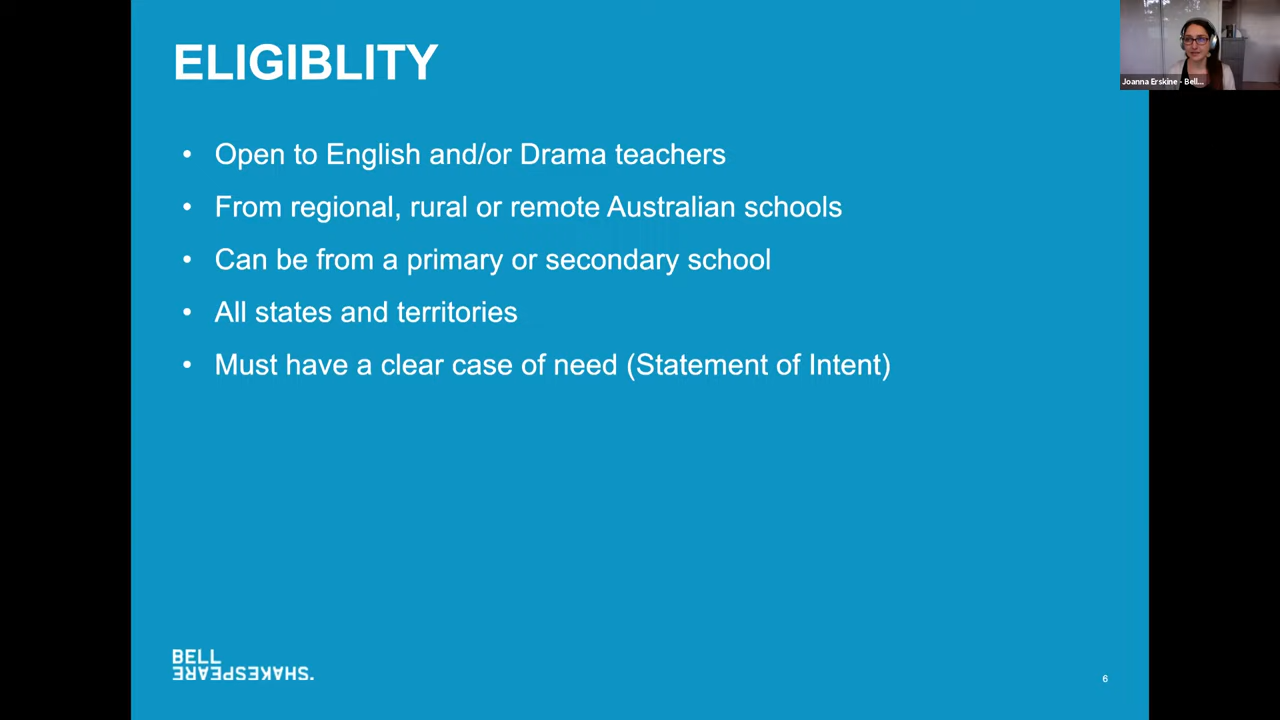 ELIGIBLITY
Joanna Erskine - Bell...
• Open to English and/or Drama teachers
• From regional, rural or remote Australian schools
• Can be from a primary or secondary school
• All states and territories
• Must have a clear case of need (Statement of Intent)
BELL
SHAKESPEARE.
6